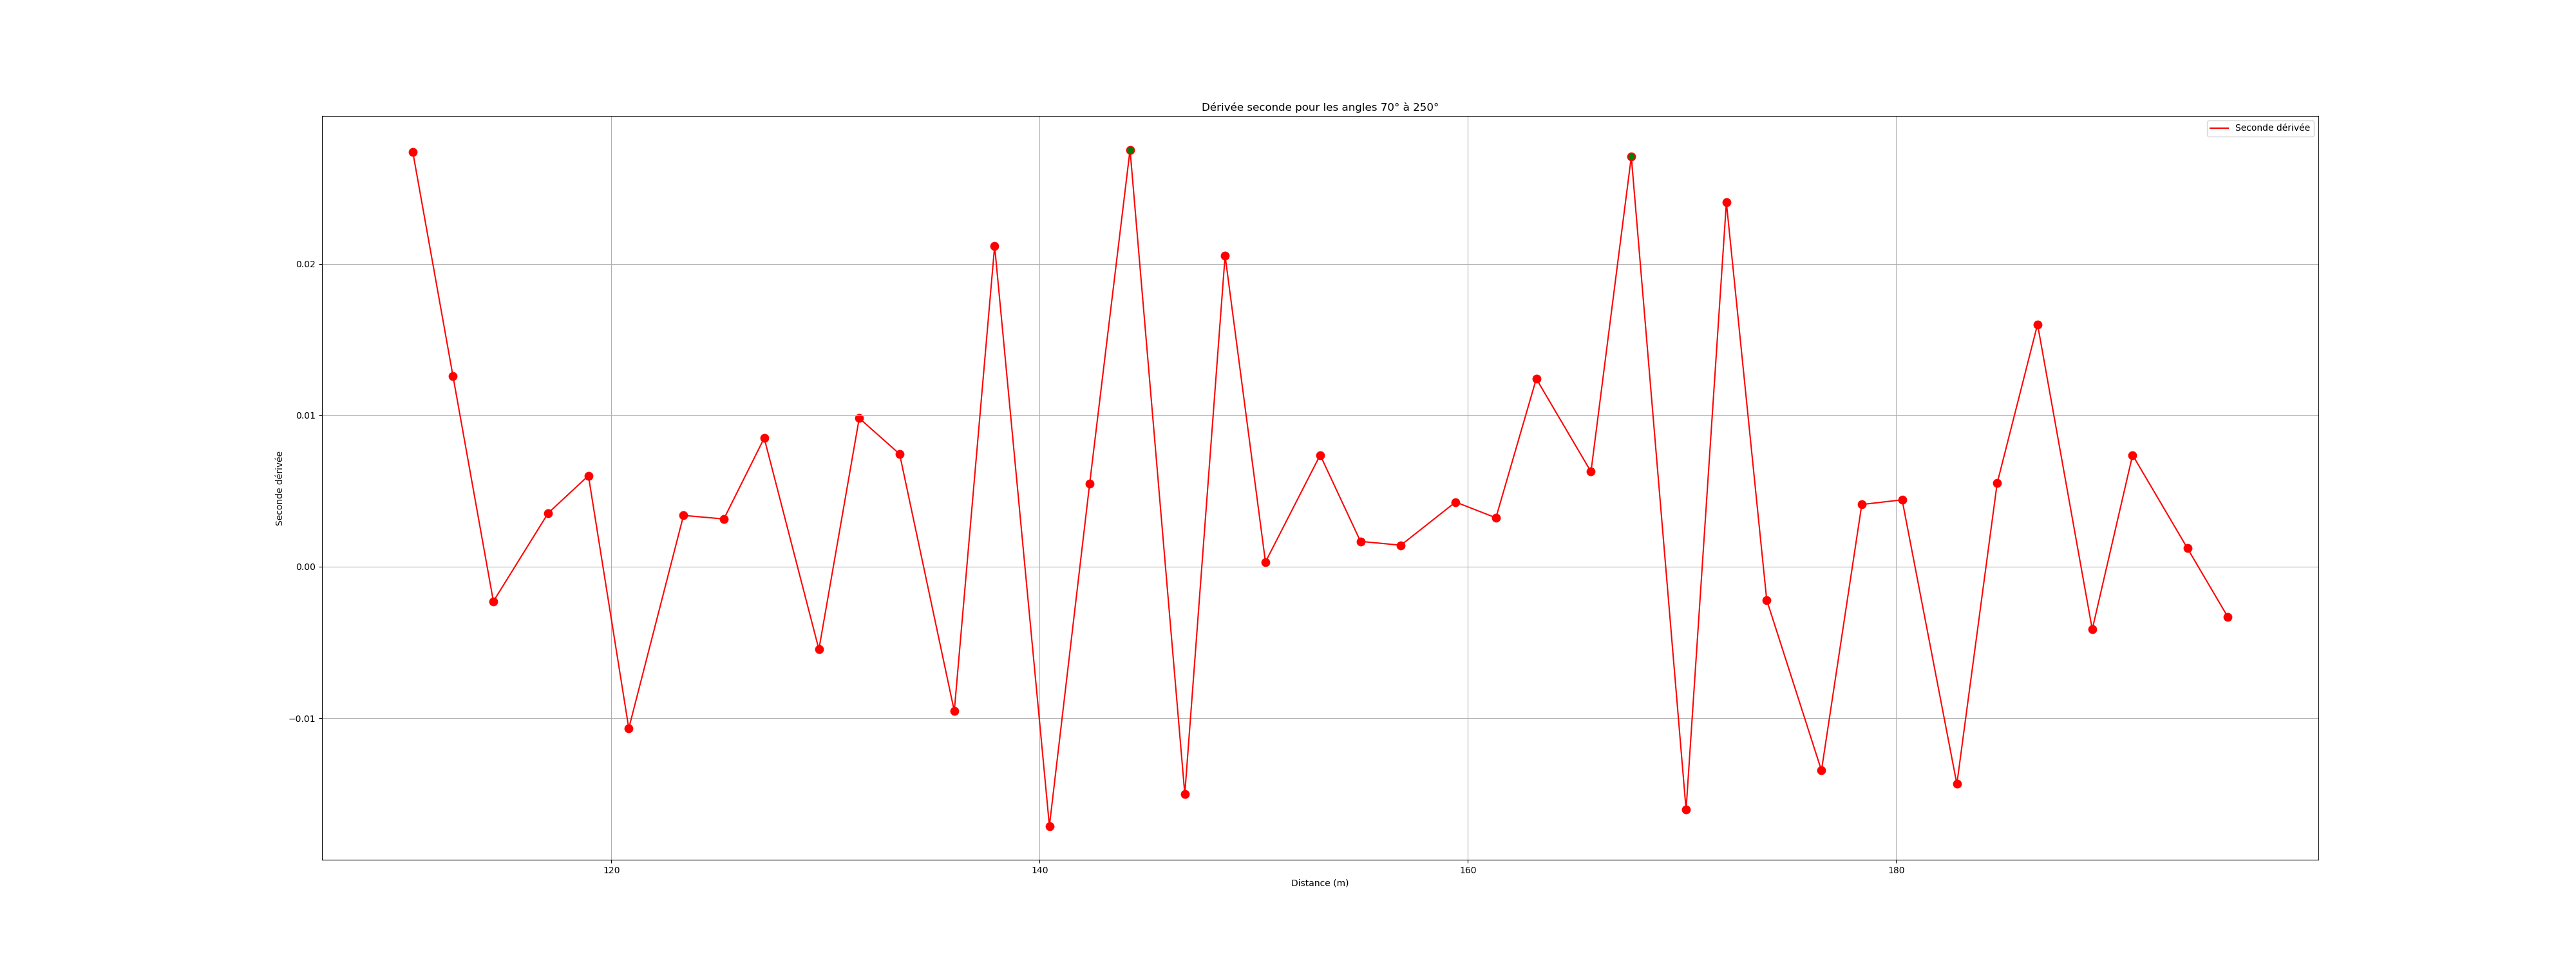 Dérivée seconde pour les angles 70° à 250°
Seconde dérivée
0.02
0.01
0.00
−0.01
Seconde dérivée
120
140
160
180
Distance (m)